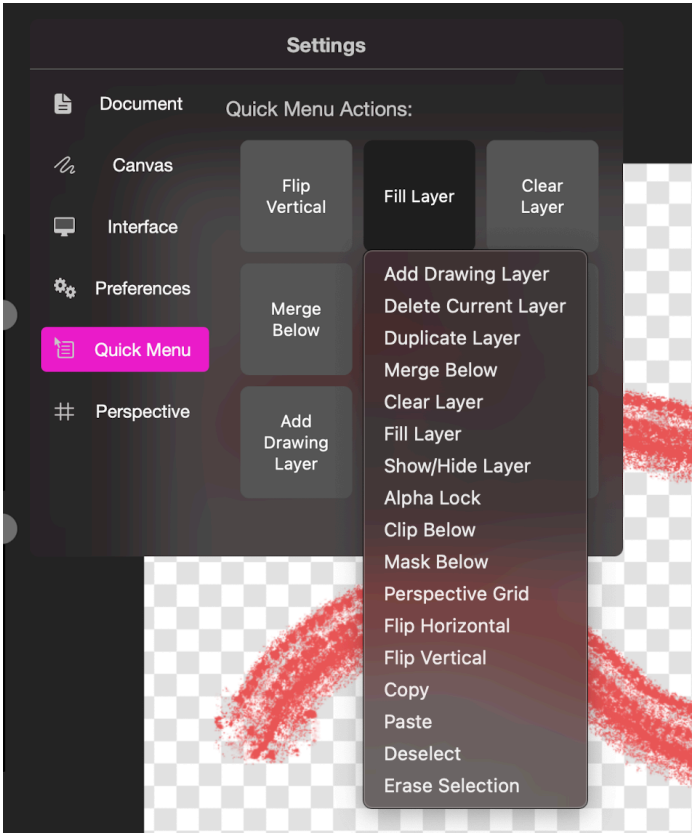 Settings
Document
Canvas
Interface
Preferences
Quick Menu
Perspective
Quick Menu Actions:
Flip
Vertical
Fill Layer
Clear
Layer
Merge
Below
Add
Drawing
Layer
Add Drawing Layer
Delete Current Layer
Duplicate Layer
Merge Below
Clear Layer
Fill Layer
Show/Hide Layer
Alpha Lock
Clip Below
Mask Below
Perspective Grid
Flip Horizontal
Flip Vertical
Copy
Paste
Deselect
Erase Selection